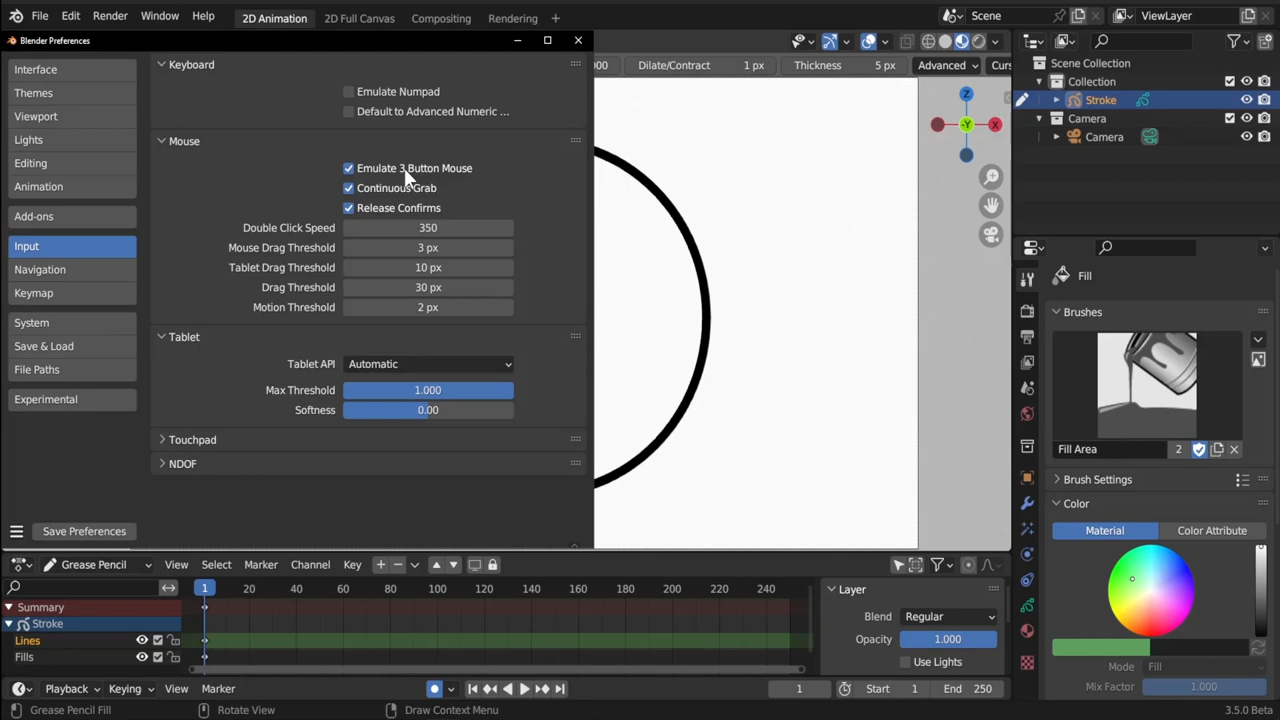 File Edit Render Window Help 2D Animation 2D Full Canvas Compositing Rendering + Scene ViewLayer
Blender Preferences
Interface
Themes
Viewport
Lights
Editing
Animation
Add-ons
Input
Navigation
Keymap
System
Save & Load
File Paths
Experimental
Save Preferences
Keyboard
Emulate Numpad
Default to Advanced Numeric ...
Mouse
Emulate 3 Button Mouse
Continuous Grab
Release Confirms
Double Click Speed 350
Mouse Drag Threshold 3 px
Tablet Drag Threshold 10 px
Drag Threshold 30 px
Motion Threshold 2 px
Tablet
Tablet API Automatic
Max Threshold 1.000
Softness 0.00
Touchpad
NDOF
000 Dilate/Contract 1 px Thickness 5 px Advanced Curs
Z
-Y X
Scene Collection
Collection
Stroke
Camera
Camera
Fill
Brushes
Fill Area 2
Brush Settings
Color
Material Color Attribute
Mode Fill
Mix Factor 1.000
Grease Pencil View Select Marker Channel Key
1 20 40 60 80 100 120 140 160 180 200 220 240
Summary
Stroke
Lines
Fills
Layer
Blend Regular
Opacity 1.000
Use Lights
Playback Keying View Marker 1 Start 1 End 250
Grease Pencil Fill Rotate View Draw Context Menu 3.5.0 Beta